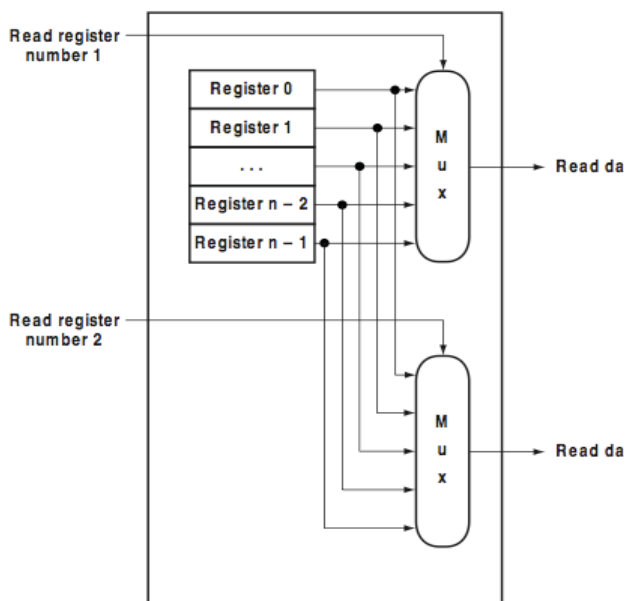 Read register
number 1
Register 0
Register 1
. . .
Register n – 2
Register n – 1
M
u
x
Read da
Read register
number 2
M
u
x
Read da